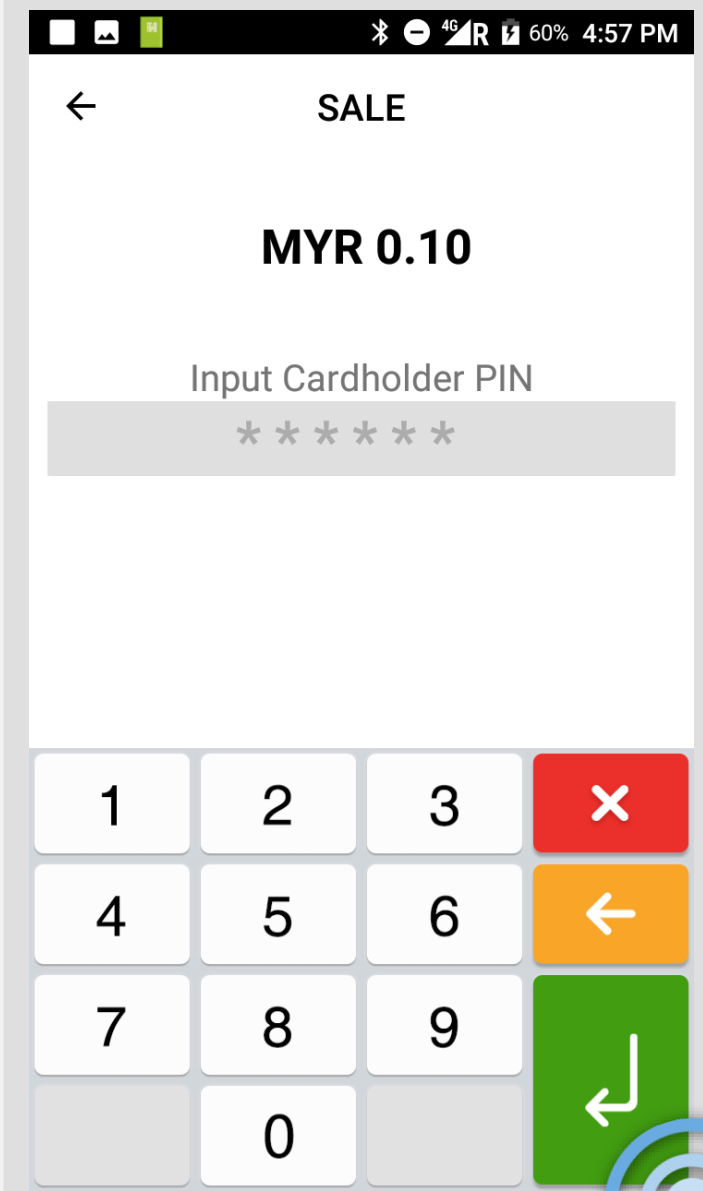 4G R 60% 4:57 PM
SALE
MYR 0.10
Input Cardholder PIN
* * * * * *
1 2 3
4 5 6
7 8 9
0